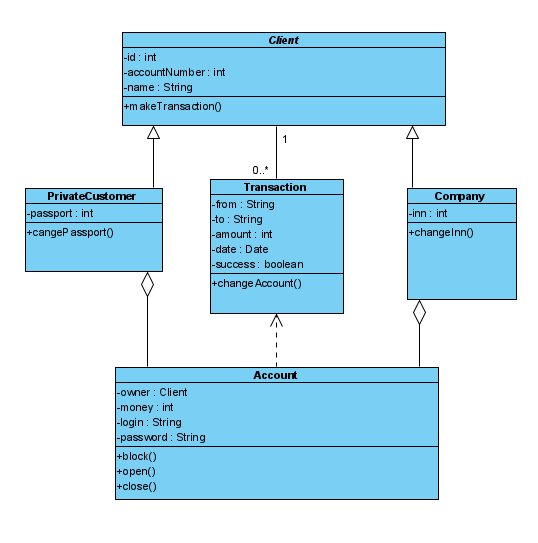 Client
-id : int
-accountNumber : int
-name : String
+makeTransaction()
1
0..*
PrivateCustomer
-passport : int
+cangePassport()
Transaction
-from : String
-to : String
-amount : int
-date : Date
-success : boolean
+changeAccount()
Company
-inn : int
+changeInn()
Account
-owner : Client
-money : int
-login : String
-password : String
+block()
+open()
+close()